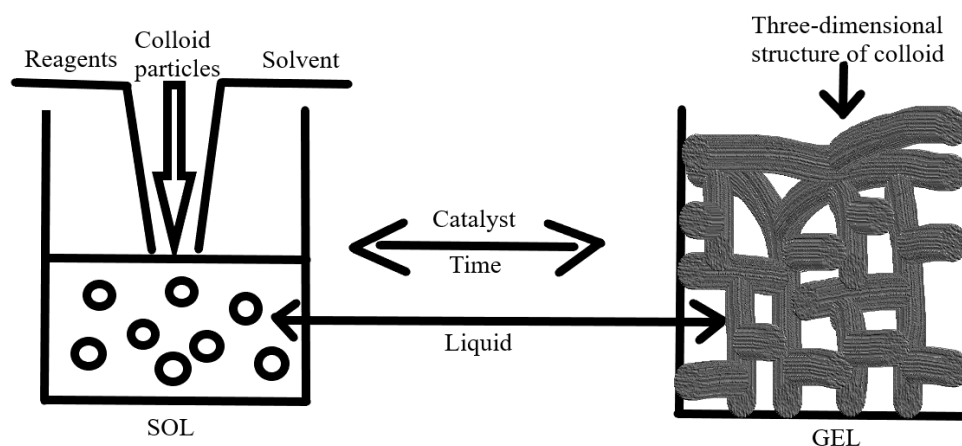 Reagents
Colloid
particles
Solvent
Three-dimensional
structure of colloid
Catalyst
Time
Liquid
SOL
GEL